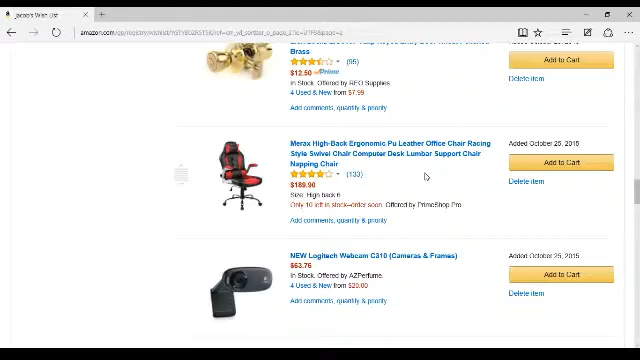 Jacob's Wish List
Brass
(95)
$12.50 Prime
In Stock. Offered by REO Supplies.
4 Used & New from $7.99
Add comments, quantity & priority
Add to Cart
Delete item
Merax High-Back Ergonomic Pu Leather Office Chair Racing
Style Swivel Chair Computer Desk Lumbar Support Chair
Napping Chair
(133)
$189.90
Size: High back 6
Only 10 left in stock--order soon. Offered by PrimeShop Pro.
Add comments, quantity & priority
Added October 25, 2015
Add to Cart
Delete item
NEW Logitech Webcam C310 (Cameras & Frames)
$63.76
In Stock. Offered by AZPerfume.
4 Used & New from $20.00
Add comments, quantity & priority
Added October 25, 2015
Add to Cart
Delete item